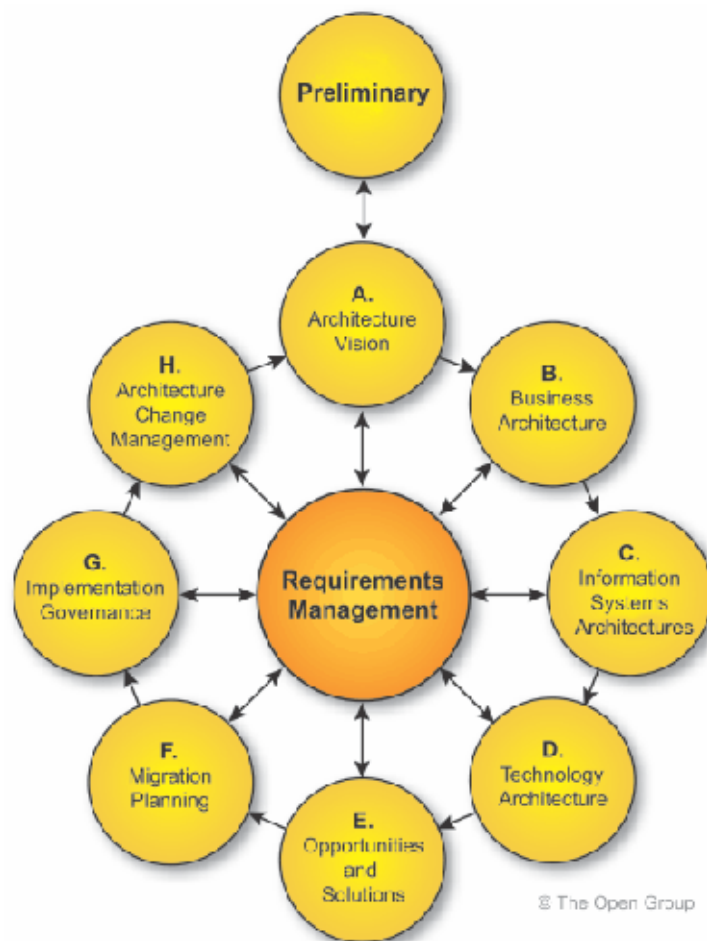 Preliminary
A.
Architecture
Vision
B.
Business
Architecture
C.
Information
Systems
Architectures
D.
Technology
Architecture
E.
Opportunities
and
Solutions
F.
Migration
Planning
G.
Implementation
Governance
H.
Architecture
Change
Management
Requirements
Management
© The Open Group